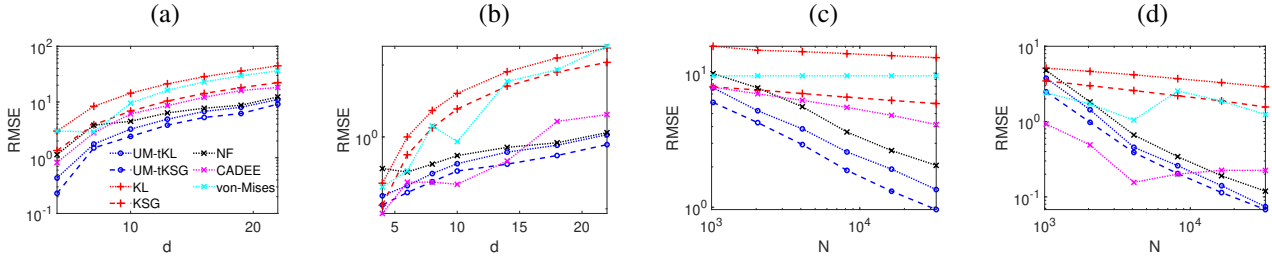 (a)
RMSE
10^2
10^1
10^0
10^-1
10
20
d
UM-tKL
UM-tKSG
KL
KSG
NF
CADEE
von-Mises
(b)
RMSE
10^0
5
10
15
20
d
(c)
RMSE
10^1
10^0
10^3
10^4
N
(d)
RMSE
10^1
10^0
10^-1
10^3
10^4
N